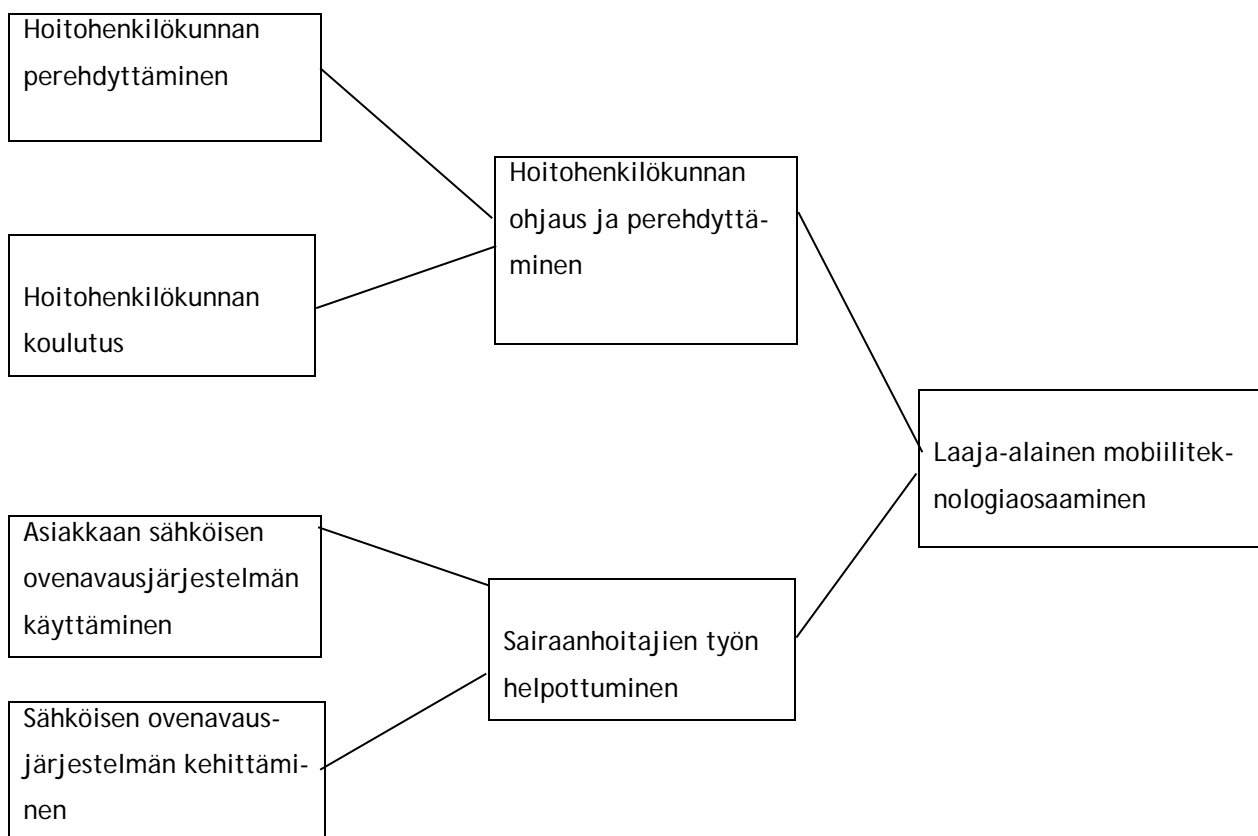 Hoitohenkilökunnan
perehdyttäminen
Hoitohenkilökunnan
koulutus
Asiakkaan sähköisen
ovenavausjärjestelmän
käyttäminen
Sähköisen ovenavaus-
järjestelmän kehittämi-
nen
Hoitohenkilökunnan
ohjaus ja perehdyttä-
minen
Sairaanhoitajien työn
helpottuminen
Laaja-alainen mobiilitek-
nologiaosaaminen